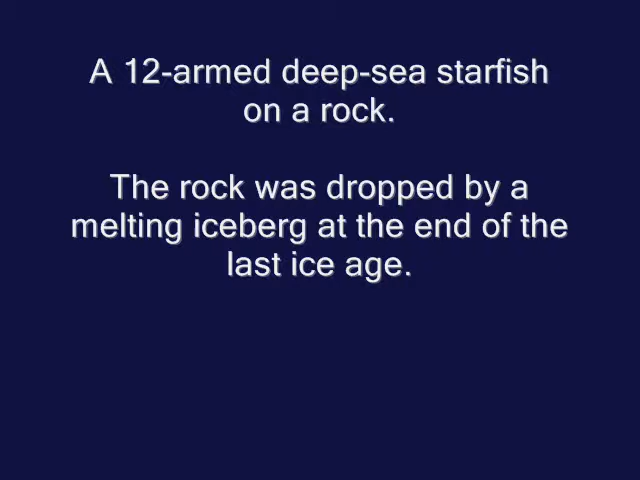 A 12-armed deep-sea starfish
on a rock.
The rock was dropped by a
melting iceberg at the end of the
last ice age.